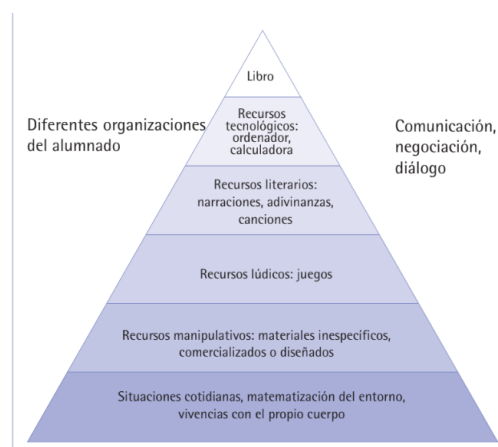 Libro
Recursos
tecnológicos:
ordenador,
calculadora
Diferentes organizaciones
del alumnado
Comunicación,
negociación,
diálogo
Recursos literarios:
narraciones, adivinanzas,
canciones
Recursos lúdicos: juegos
Recursos manipulativos: materiales inespecíficos,
comercializados o diseñados
Situaciones cotidianas, matematización del entorno,
vivencias con el propio cuerpo